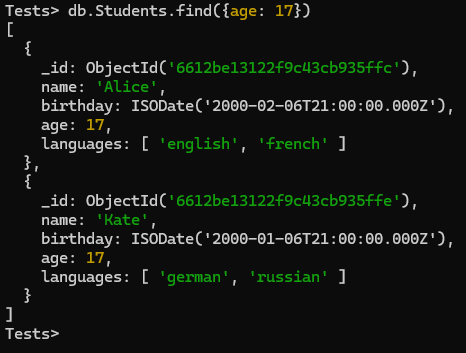 Tests> db.Students.find({age: 17})
[
  {
    _id: ObjectId('6612be13122f9c43cb935ffc'),
    name: 'Alice',
    birthday: ISODate('2000-02-06T21:00:00.000Z'),
    age: 17,
    languages: [ 'english', 'french' ]
  },
  {
    _id: ObjectId('6612be13122f9c43cb935ffe'),
    name: 'Kate',
    birthday: ISODate('2000-01-06T21:00:00.000Z'),
    age: 17,
    languages: [ 'german', 'russian' ]
  }
]
Tests>